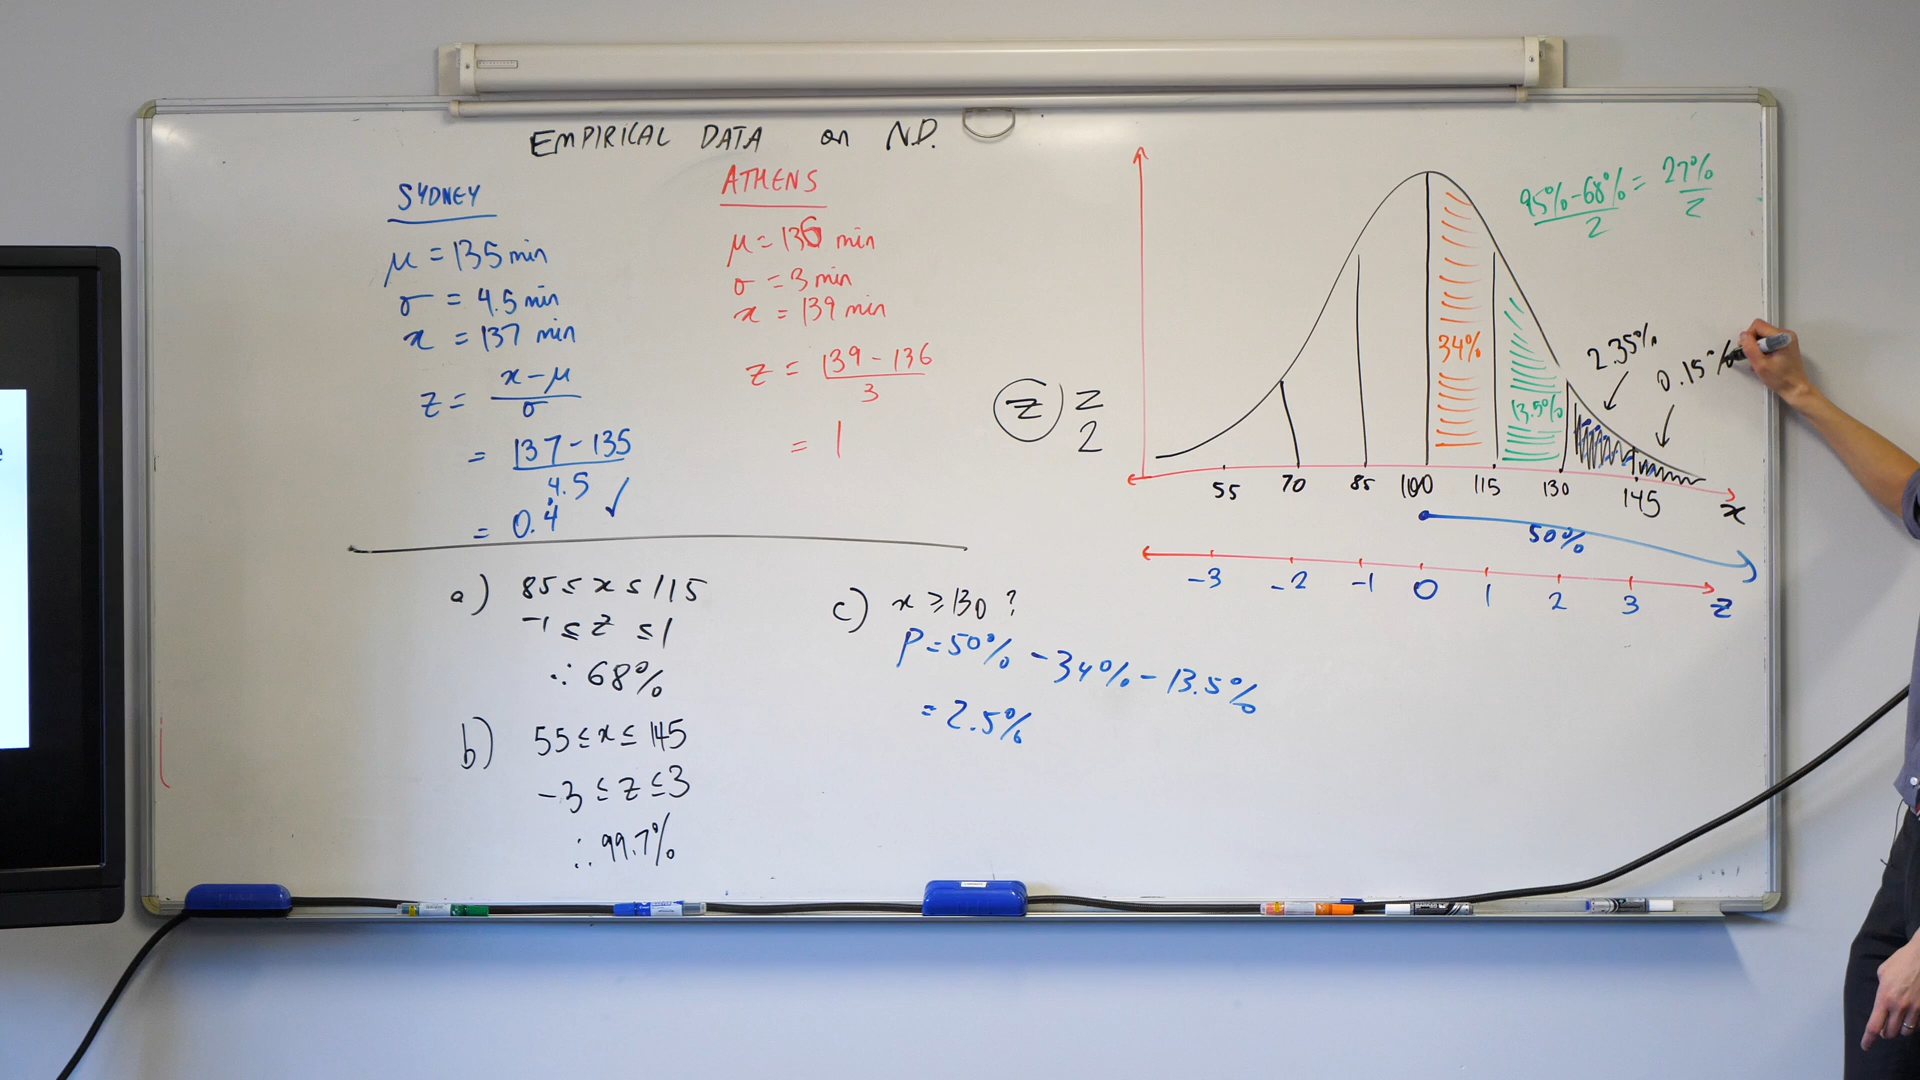 EMPIRICAL DATA on N.D.
SYDNEY
μ = 135 min
σ = 4.5 min
x = 137 min
z = x-μ / σ
= 137-135 / 4.5
= 0.4̇ ✓
ATHENS
μ = 136 min
σ = 3 min
x = 139 min
z = 139-136 / 3
= 1
a) 85 ≤ x ≤ 115
-1 ≤ z ≤ 1
∴ 68%
b) 55 ≤ x ≤ 145
-3 ≤ z ≤ 3
∴ 99.7%
c) x ≥ 130 ?
P = 50% - 34% - 13.5%
= 2.5%
z z
2
95%-68% / 2 = 27% / 2
34%
13.5%
2.35%
0.15%
55 70 85 100 115 130 145 x
50%
-3 -2 -1 0 1 2 3 z